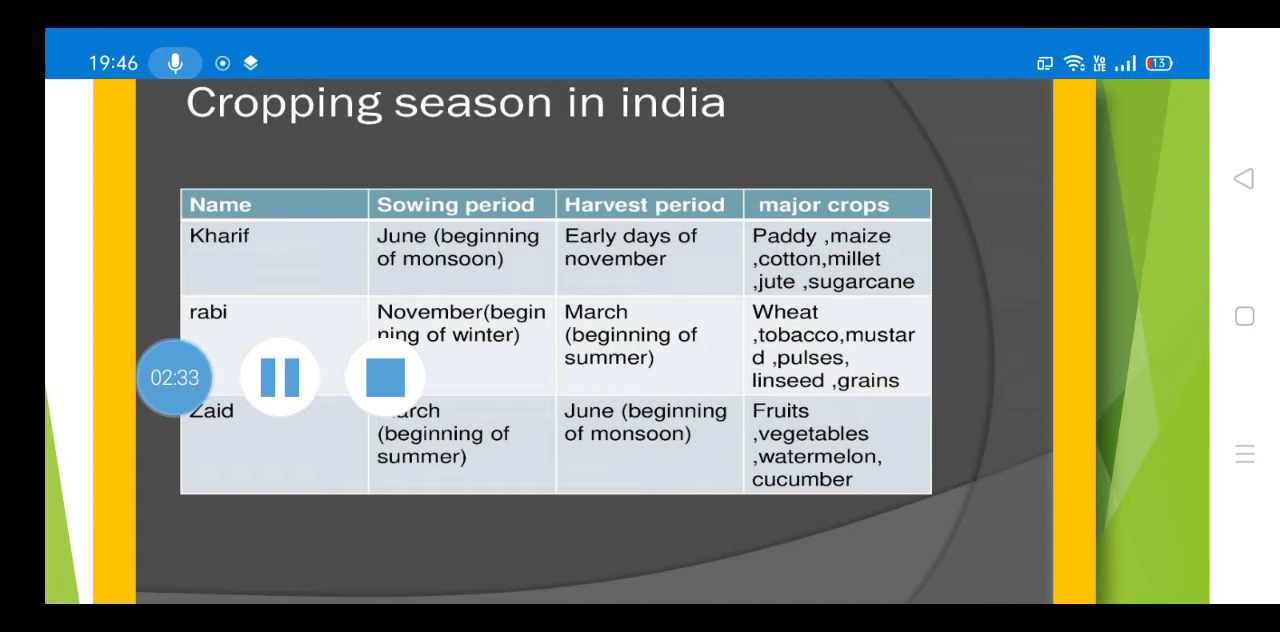 19:46
13
Cropping season in india
Name Sowing period Harvest period major crops
Kharif June (beginning Early days of Paddy ,maize
of monsoon) november ,cotton,millet
,jute ,sugarcane
rabi November(begin March Wheat
ning of winter) (beginning of ,tobacco,mustar
summer) d ,pulses,
linseed ,grains
02:33
Zaid March June (beginning Fruits
(beginning of of monsoon) ,vegetables
summer) ,watermelon,
cucumber